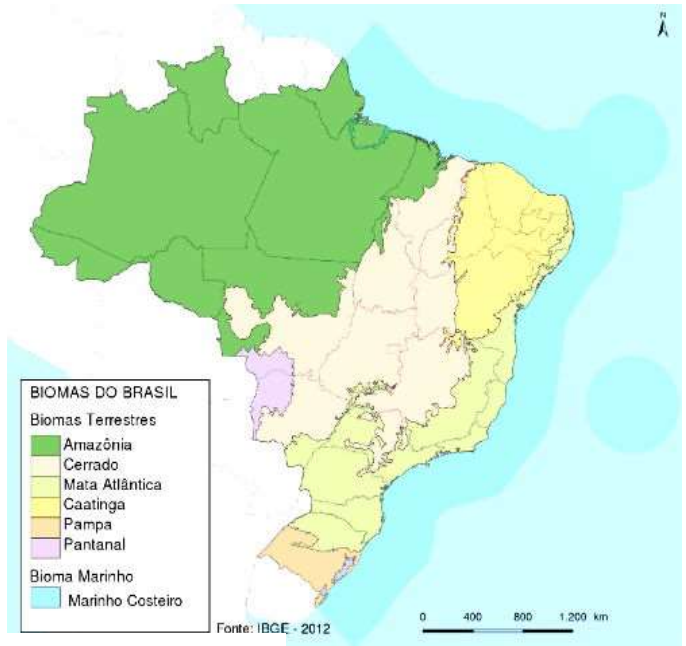 N
BIOMAS DO BRASIL
Biomas Terrestres
Amazônia
Cerrado
Mata Atlântica
Caatinga
Pampa
Pantanal
Bioma Marinho
Marinho Costeiro
Fonte: IBGE - 2012
0 400 800 1.200 km